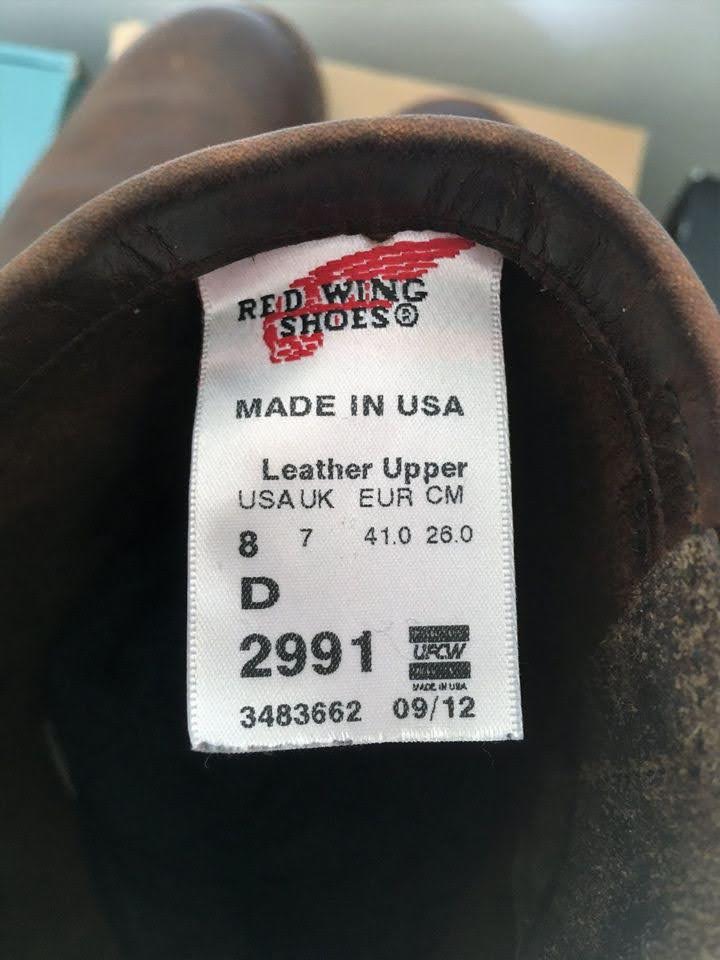 RED WING
SHOES®
MADE IN USA
Leather Upper
USA UK EUR CM
8 7 41.0 26.0
D
2991
UFCW
MADE IN USA
3483662 09/12